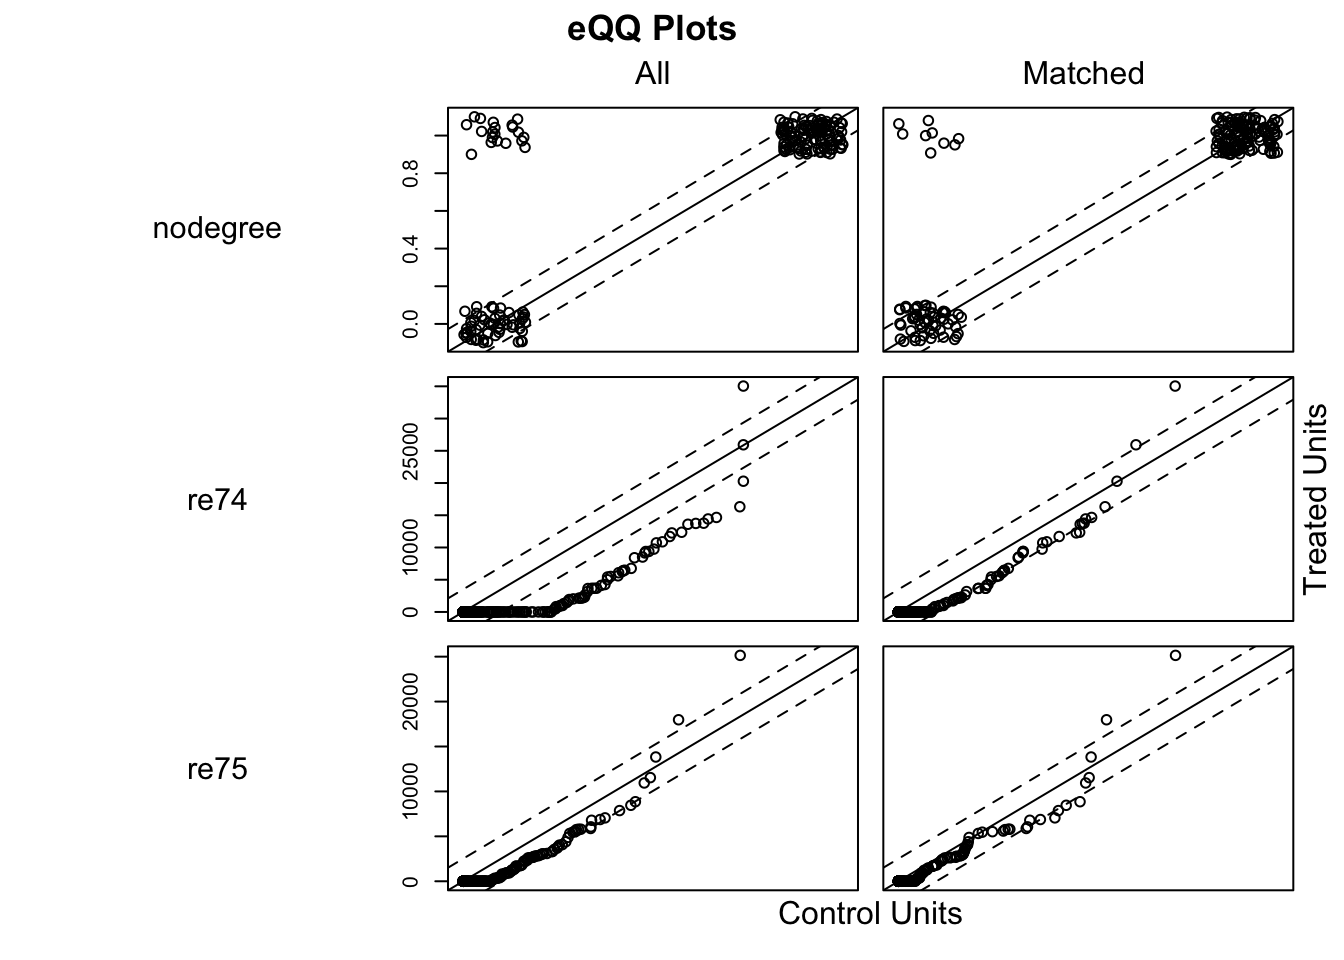 eQQ Plots
All
Matched
nodegree
0.8
0.4
0.0
re74
25000
10000
0
Treated Units
re75
20000
10000
0
Control Units